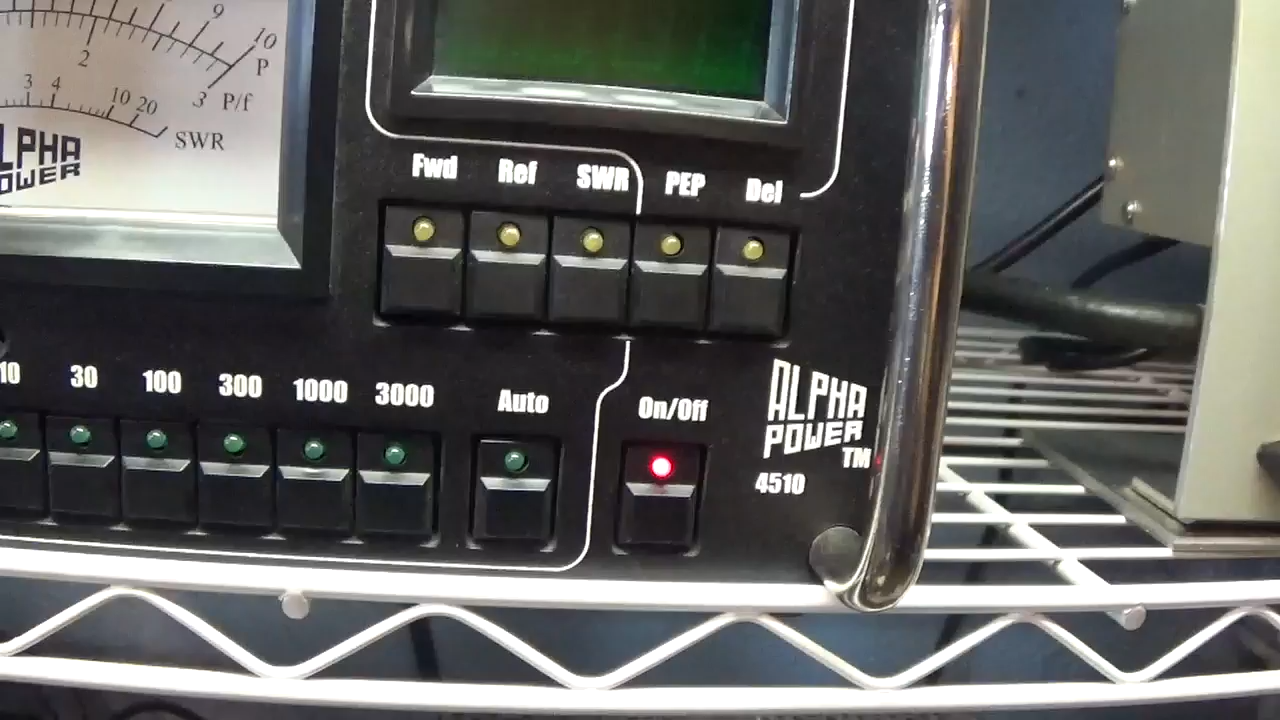 9
10
P
2
3 4 10 20
3 P/f
SWR
ALPHA
POWER
Fwd Ref SWR PEP Del
10 30 100 300 1000 3000 Auto On/Off
ALPHA
POWER
TM
4510